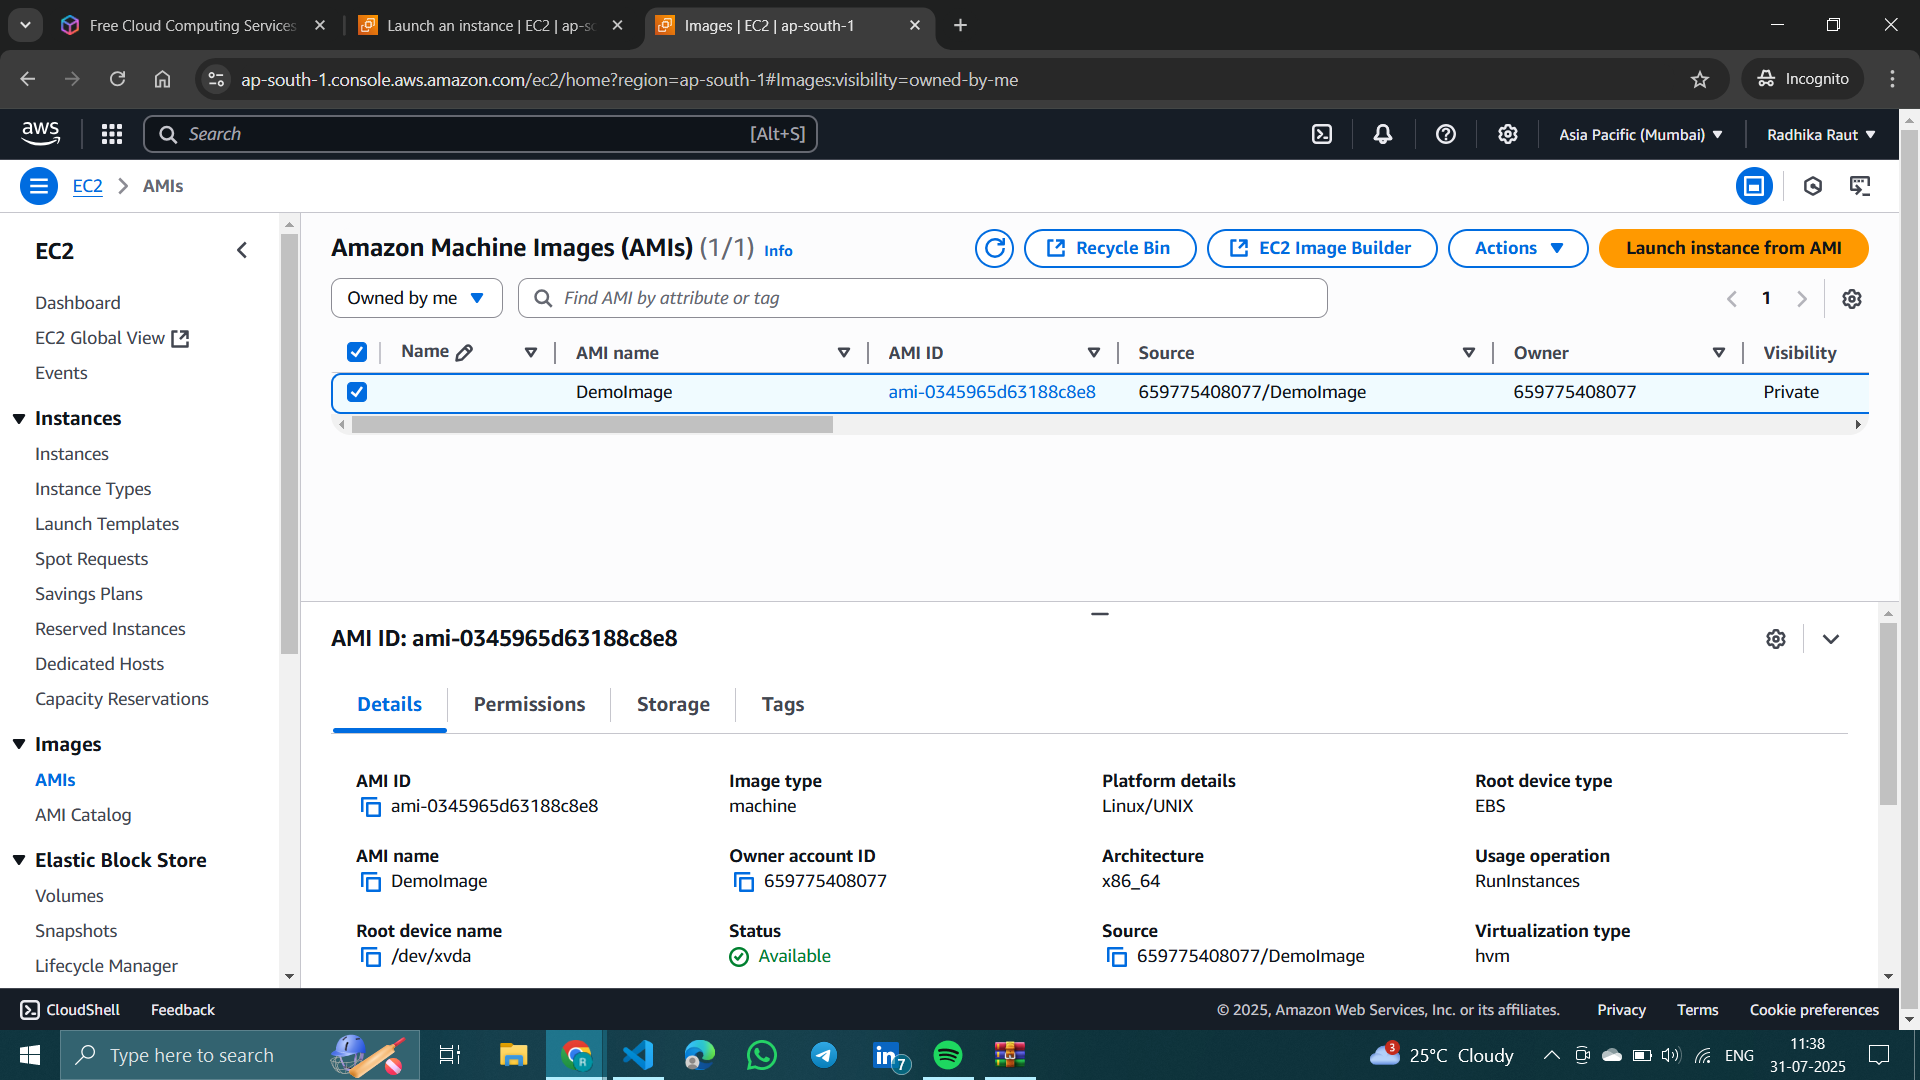 Free Cloud Computing Services
Launch an instance | EC2 | ap-so
Images | EC2 | ap-south-1
ap-south-1.console.aws.amazon.com/ec2/home?region=ap-south-1#Images:visibility=owned-by-me
Incognito
aws
Search
[Alt+S]
Asia Pacific (Mumbai)
Radhika Raut
EC2
AMIs
EC2
Dashboard
EC2 Global View
Events
Instances
Instances
Instance Types
Launch Templates
Spot Requests
Savings Plans
Reserved Instances
Dedicated Hosts
Capacity Reservations
Images
AMIs
AMI Catalog
Elastic Block Store
Volumes
Snapshots
Lifecycle Manager
Amazon Machine Images (AMIs) (1/1) Info
Recycle Bin
EC2 Image Builder
Actions
Launch instance from AMI
Owned by me
Find AMI by attribute or tag
1
Name
AMI name
AMI ID
Source
Owner
Visibility
DemoImage
ami-0345965d63188c8e8
659775408077/DemoImage
659775408077
Private
AMI ID: ami-0345965d63188c8e8
Details
Permissions
Storage
Tags
AMI ID
ami-0345965d63188c8e8
Image type
machine
Platform details
Linux/UNIX
Root device type
EBS
AMI name
DemoImage
Owner account ID
659775408077
Architecture
x86_64
Usage operation
RunInstances
Root device name
/dev/xvda
Status
Available
Source
659775408077/DemoImage
Virtualization type
hvm
CloudShell
Feedback
© 2025, Amazon Web Services, Inc. or its affiliates.
Privacy
Terms
Cookie preferences
Type here to search
R
in
7
3
25°C Cloudy
ENG
11:38
31-07-2025